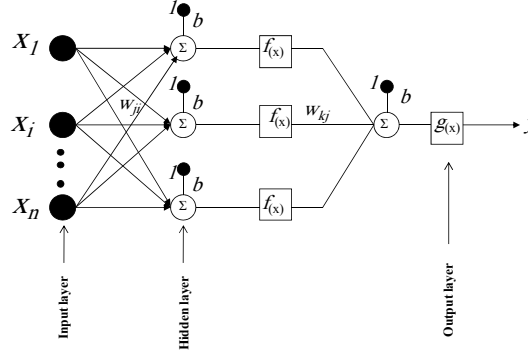 1
b
X1
Σ
f(x)
1
b
wji
1
b
Xi
Σ
f(x)
wkj
Σ
g(x)
y
1
b
Xn
Σ
f(x)
Input layer
Hidden layer
Output layer